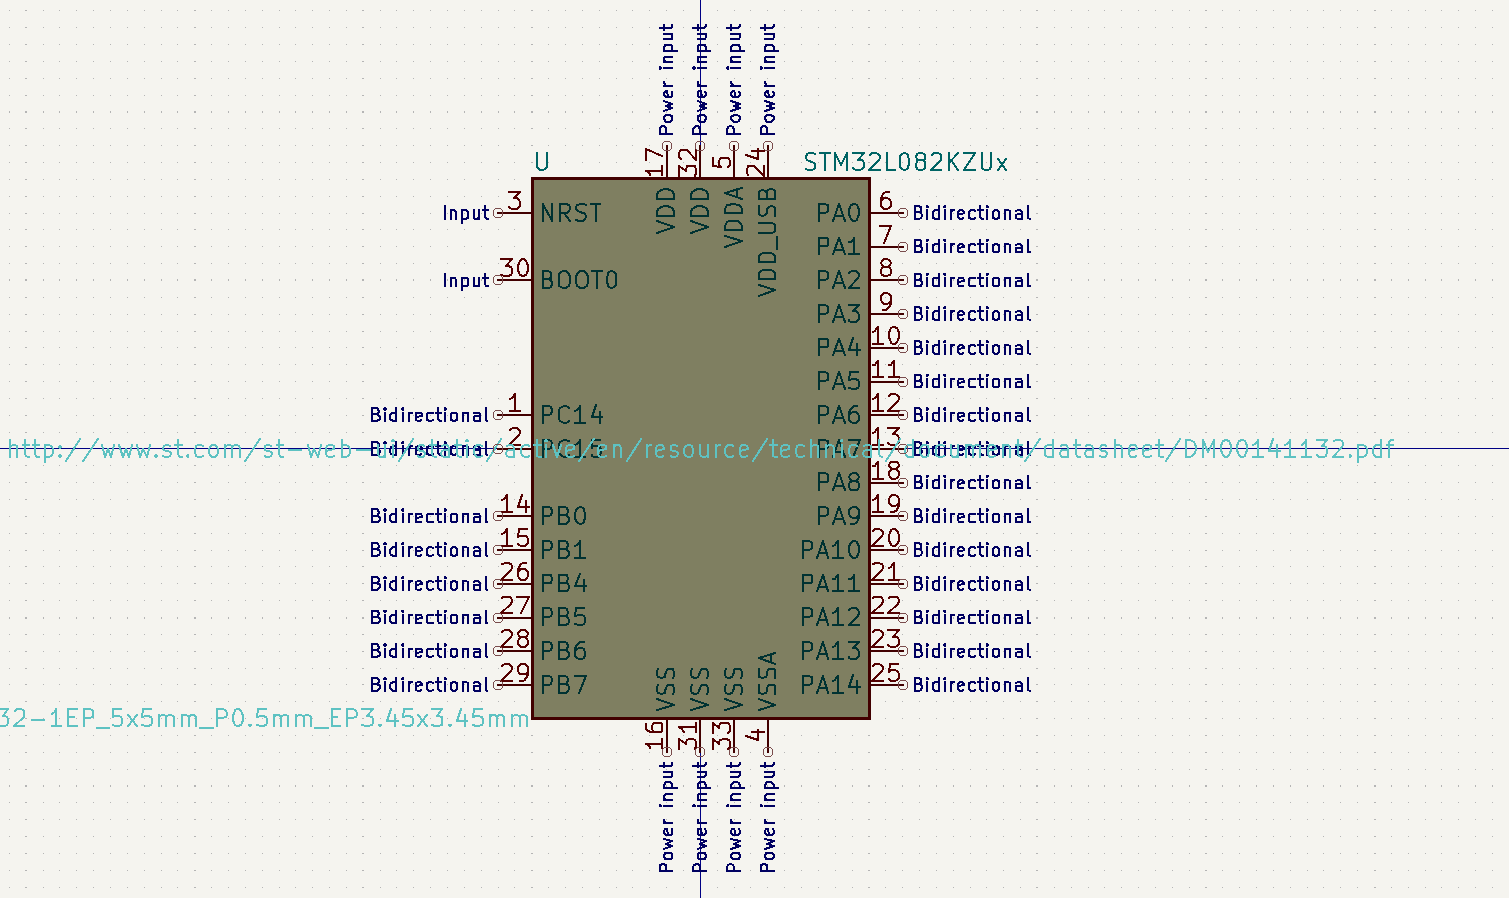 Power input
Power input
Power input
Power input
17
32
5
24
U
STM32L082KZUx
VDD
VDD
VDDA
VDD_USB
Input 3 NRST
PA0 6 Bidirectional
PA1 7 Bidirectional
Input 30 BOOT0
PA2 8 Bidirectional
PA3 9 Bidirectional
PA4 10 Bidirectional
PA5 11 Bidirectional
Bidirectional 1 PC14
PA6 12 Bidirectional
Bidirectional 2 PC15
PA7 13 Bidirectional
http://www.st.com/st-web-ui/static/active/en/resource/technical/document/datasheet/DM00141132.pdf
PA8 18 Bidirectional
Bidirectional 14 PB0
PA9 19 Bidirectional
Bidirectional 15 PB1
PA10 20 Bidirectional
Bidirectional 26 PB4
PA11 21 Bidirectional
Bidirectional 27 PB5
PA12 22 Bidirectional
Bidirectional 28 PB6
PA13 23 Bidirectional
Bidirectional 29 PB7
PA14 25 Bidirectional
VSS
VSS
VSS
VSSA
32-1EP_5x5mm_P0.5mm_EP3.45x3.45mm
16
31
33
4
Power input
Power input
Power input
Power input